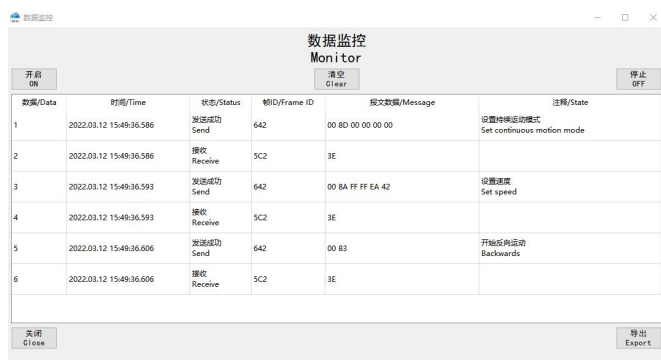 数据监控
数据监控
Monitor
开启
ON
清空
Clear
停止
OFF
数据/Data 时间/Time 状态/Status 帧ID/Frame ID 报文数据/Message 注释/State
1 2022.03.12 15:49:36.586 发送成功 Send 642 00 8D 00 00 00 00 设置持续运动模式 Set continuous motion mode
2 2022.03.12 15:49:36.586 接收 Receive 5C2 3E
3 2022.03.12 15:49:36.593 发送成功 Send 642 00 8A FF FF EA 42 设置速度 Set speed
4 2022.03.12 15:49:36.593 接收 Receive 5C2 3E
5 2022.03.12 15:49:36.606 发送成功 Send 642 00 83 开始反向运动 Backwards
6 2022.03.12 15:49:36.606 接收 Receive 5C2 3E
关闭
Close
导出
Export